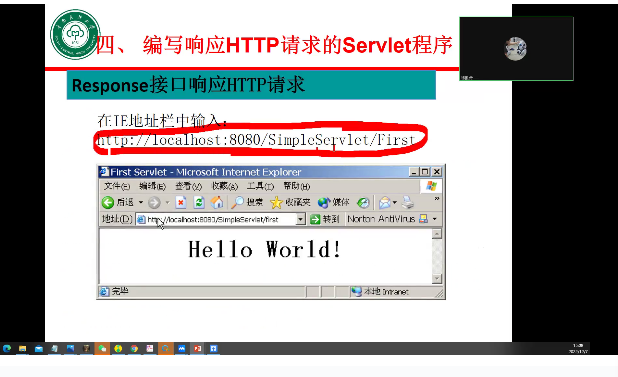 四、 编写响应HTTP请求的Servlet程序
Response接口响应HTTP请求
在IE地址栏中输入:
http://localhost:8080/SimpleServlet/First
First Servlet - Microsoft Internet Explorer
文件(F) 编辑(E) 查看(V) 收藏(A) 工具(T) 帮助(H)
后退 搜索 收藏夹 媒体 »
地址(D) http://localhost:8080/SimpleServlet/first 转到 Norton AntiVirus
Hello World!
完毕 本地 Intranet